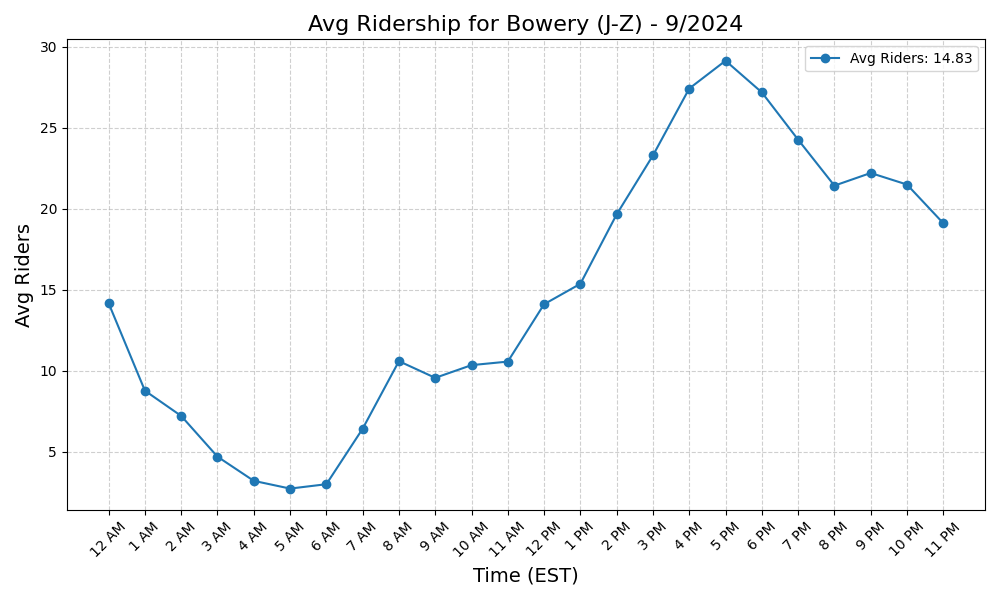 Avg Ridership for Bowery (J-Z) - 9/2024
Avg Riders: 14.83
Avg Riders
30
25
20
15
10
5
12 AM
1 AM
2 AM
3 AM
4 AM
5 AM
6 AM
7 AM
8 AM
9 AM
10 AM
11 AM
12 PM
1 PM
2 PM
3 PM
4 PM
5 PM
6 PM
7 PM
8 PM
9 PM
10 PM
11 PM
Time (EST)